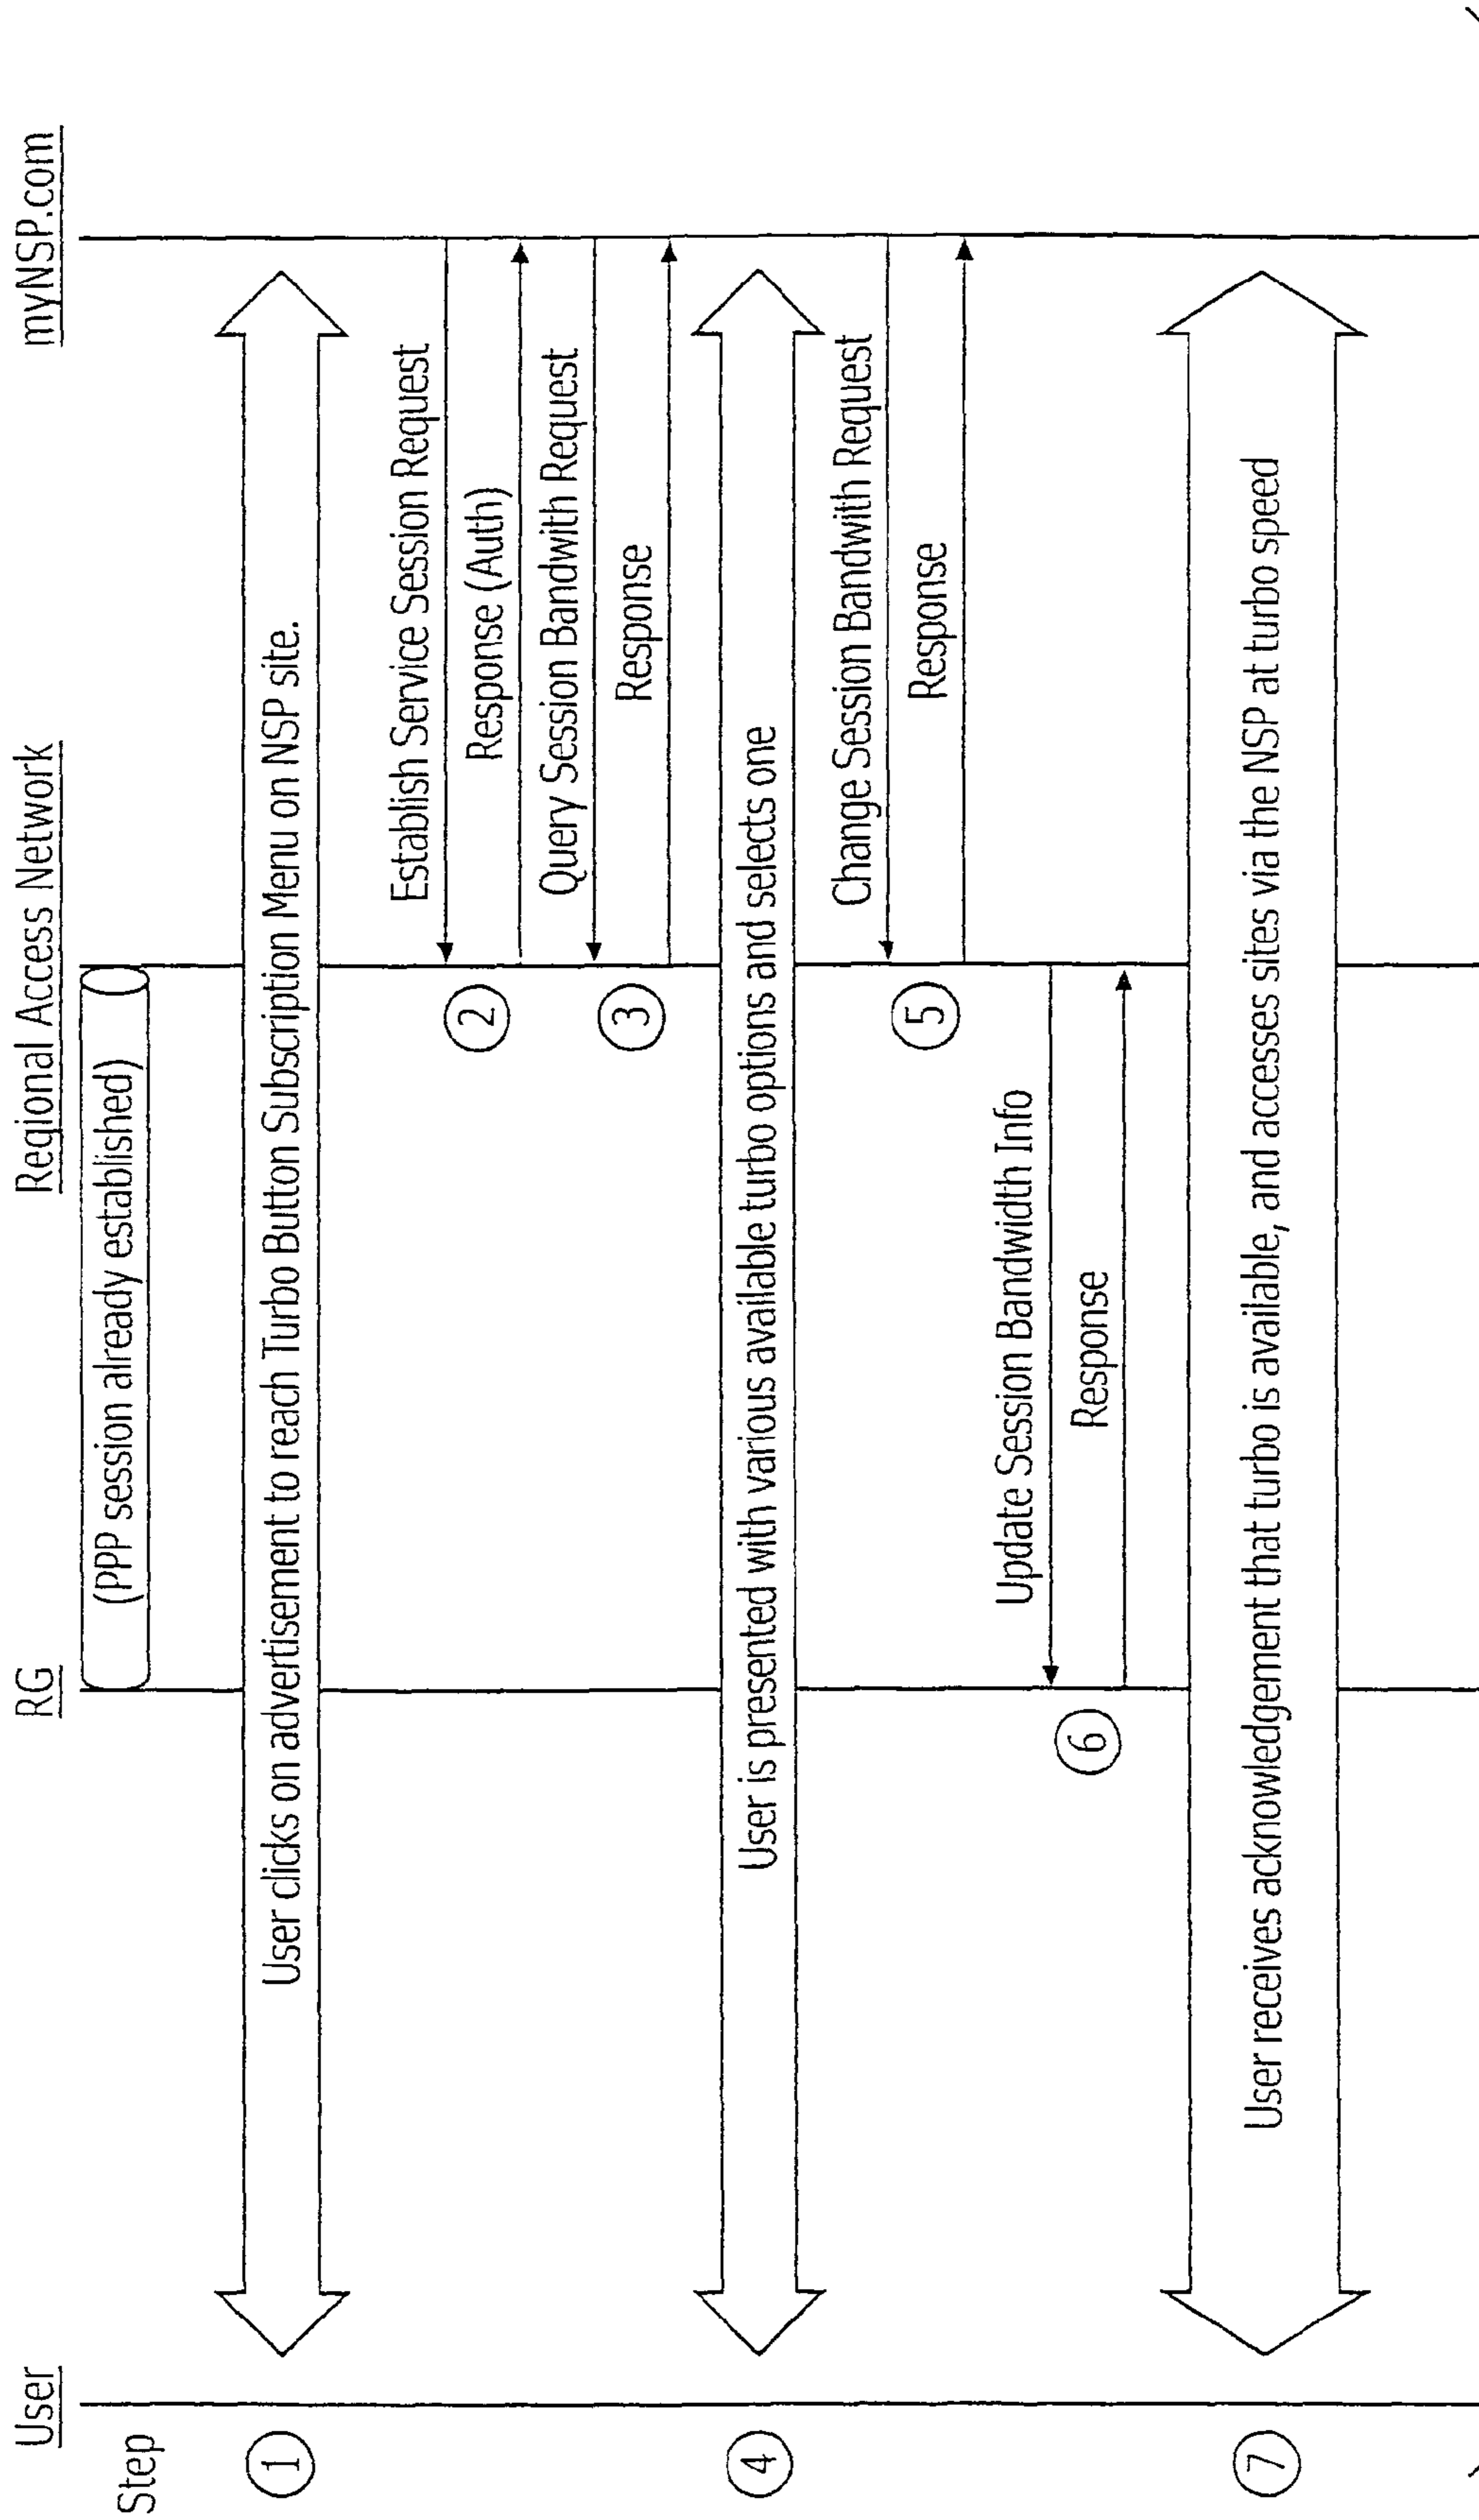 User
RG
Regional Access Network
myNSP.com
Step
(PPP session already established)
1
User clicks on advertisement to reach Turbo Button Subscription Menu on NSP site.
Establish Service Session Request
2
Response (Auth)
Query Session Bandwith Request
3
Response
4
User is presented with various available turbo options and selects one
Change Session Bandwith Request
5
Response
Update Session Bandwidth Info
6
Response
7
User receives acknowledgement that turbo is available, and accesses sites via the NSP at turbo speed